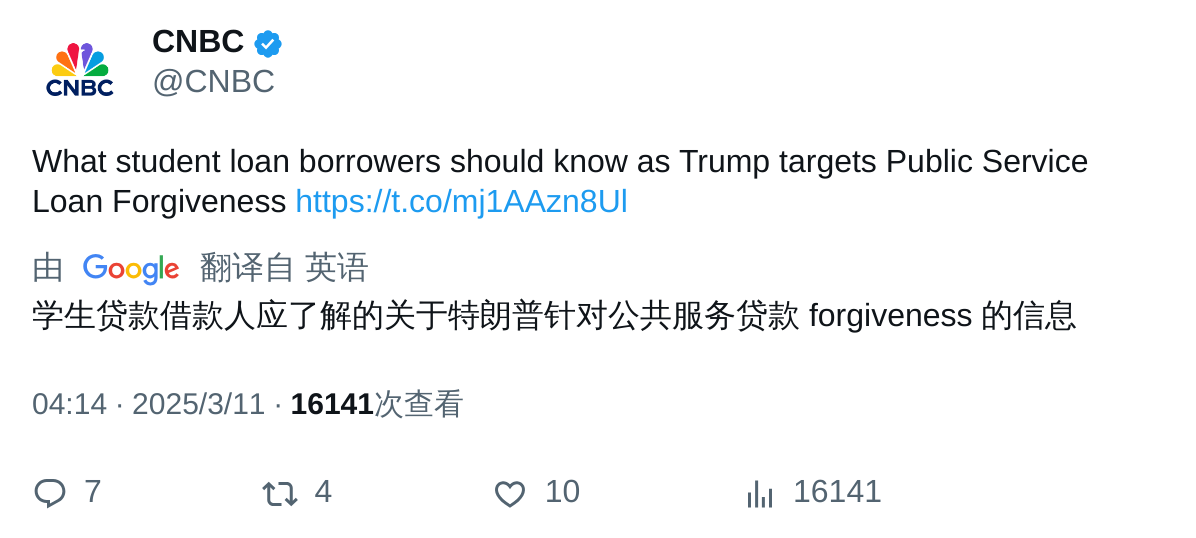 CNBC
CNBC
@CNBC
What student loan borrowers should know as Trump targets Public Service
Loan Forgiveness https://t.co/mj1AAzn8Ul
由 Google 翻译自 英语
学生贷款借款人应了解的关于特朗普针对公共服务贷款 forgiveness 的信息
04:14 · 2025/3/11 · 16141次查看
7 4 10 16141